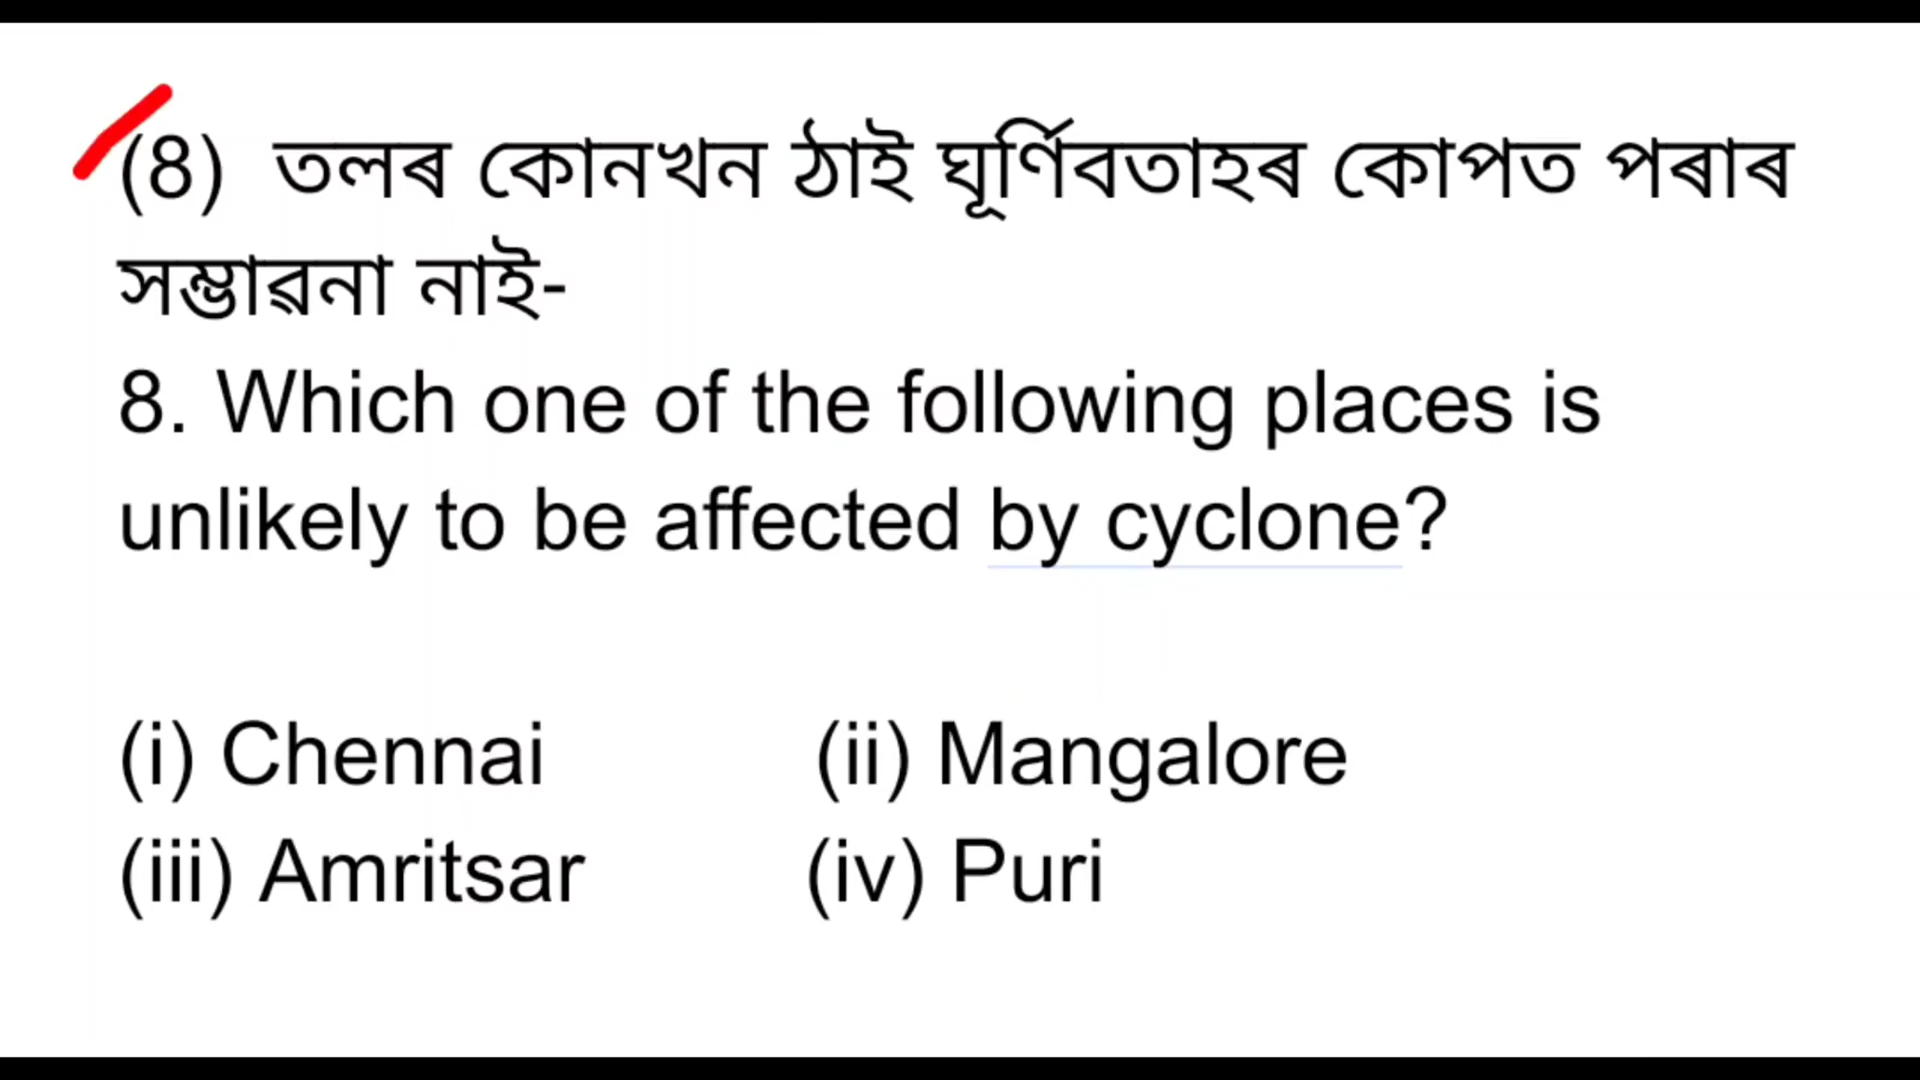 (8) তলৰ কোনখন ঠাই ঘূৰ্ণিবতাহৰ কোপত পৰাৰ
সম্ভাৱনা নাই-
8. Which one of the following places is
unlikely to be affected by cyclone?
(i) Chennai (ii) Mangalore
(iii) Amritsar (iv) Puri